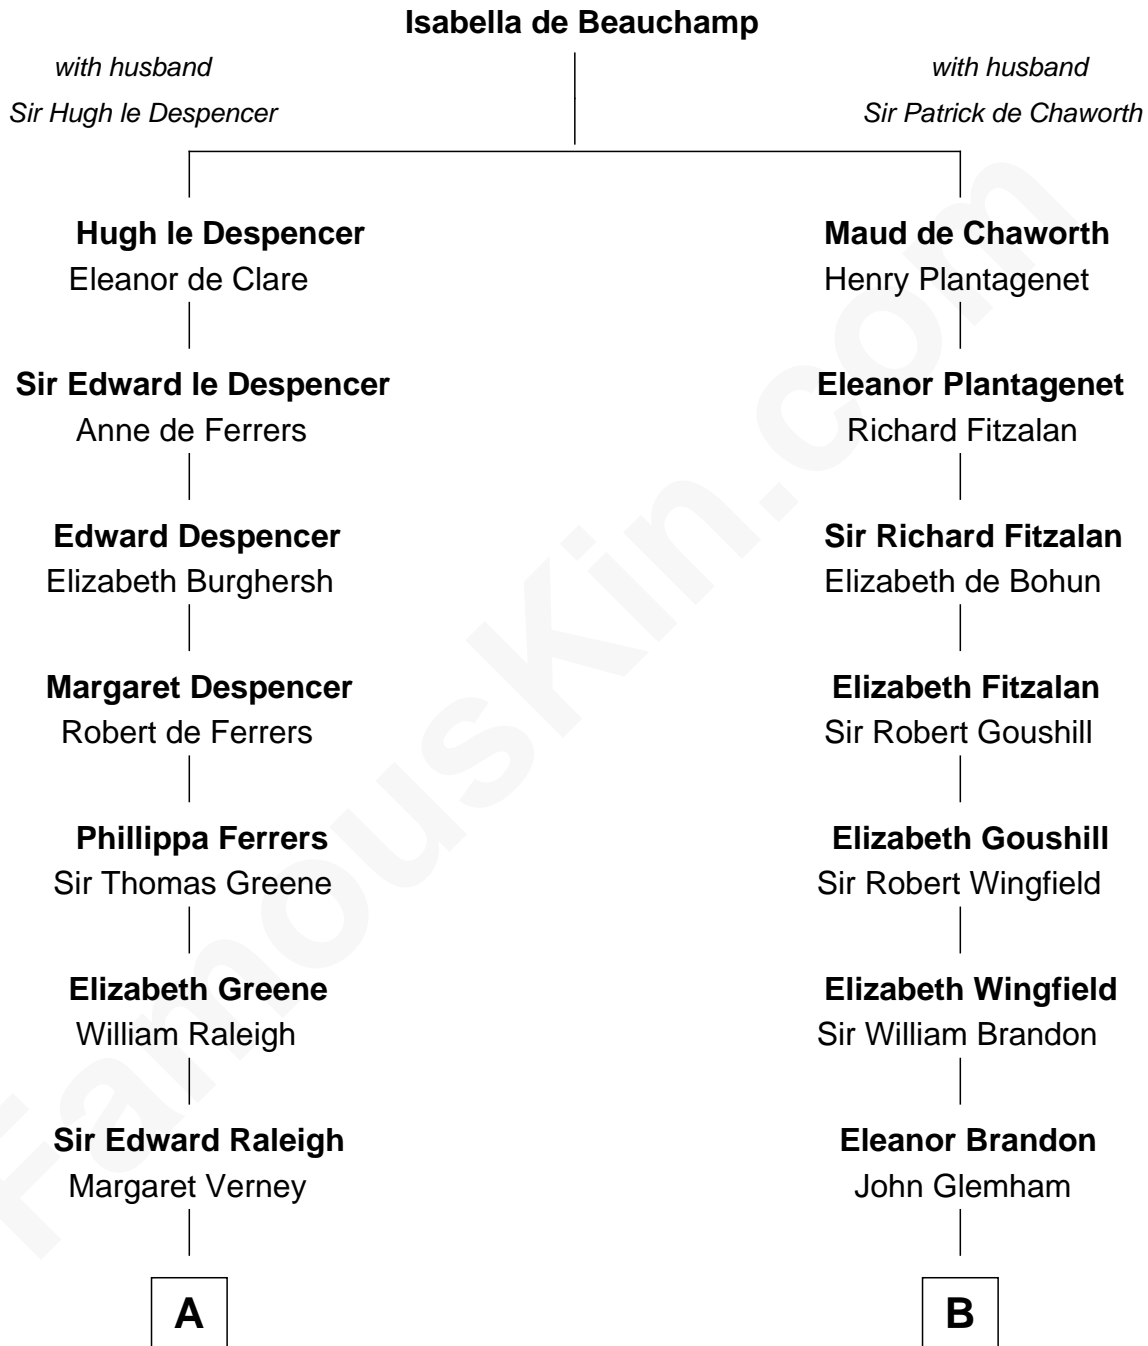 Isabella de Beauchamp
with husband
Sir Hugh le Despencer
with husband
Sir Patrick de Chaworth
Hugh le Despencer
Eleanor de Clare
Maud de Chaworth
Henry Plantagenet
Sir Edward le Despencer
Anne de Ferrers
Eleanor Plantagenet
Richard Fitzalan
Edward Despencer
Elizabeth Burghersh
Sir Richard Fitzalan
Elizabeth de Bohun
Margaret Despencer
Robert de Ferrers
Elizabeth Fitzalan
Sir Robert Goushill
Phillippa Ferrers
Sir Thomas Greene
Elizabeth Goushill
Sir Robert Wingfield
Elizabeth Greene
William Raleigh
Elizabeth Wingfield
Sir William Brandon
Sir Edward Raleigh
Margaret Verney
Eleanor Brandon
John Glemham
A
B
FamousKin.com